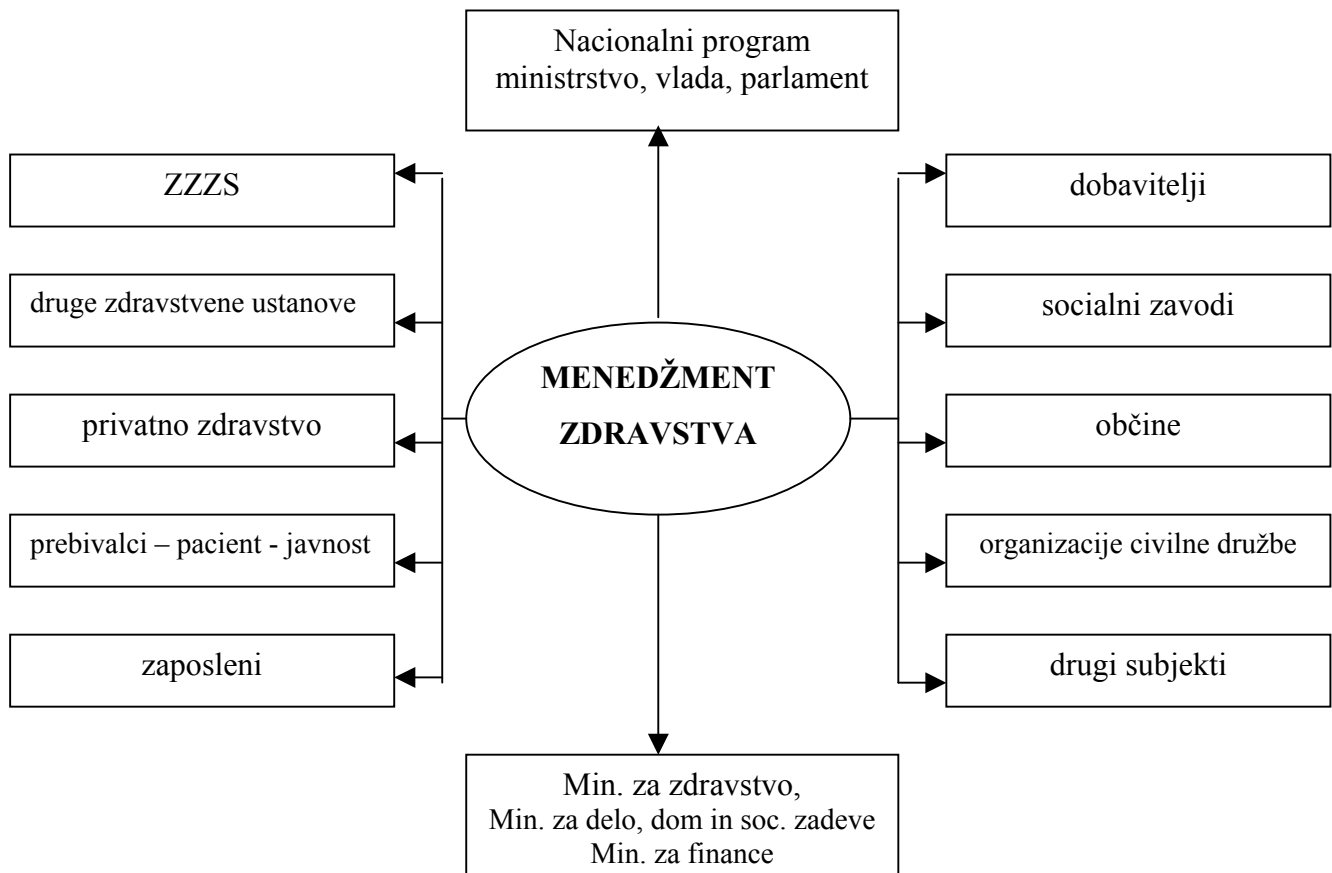 Nacionalni program
ministrstvo, vlada, parlament
ZZZS
druge zdravstvene ustanove
privatno zdravstvo
prebivalci – pacient - javnost
zaposleni
MENEDŽMENT
ZDRAVSTVA
dobavitelji
socialni zavodi
občine
organizacije civilne družbe
drugi subjekti
Min. za zdravstvo,
Min. za delo, dom in soc. zadeve
Min. za finance